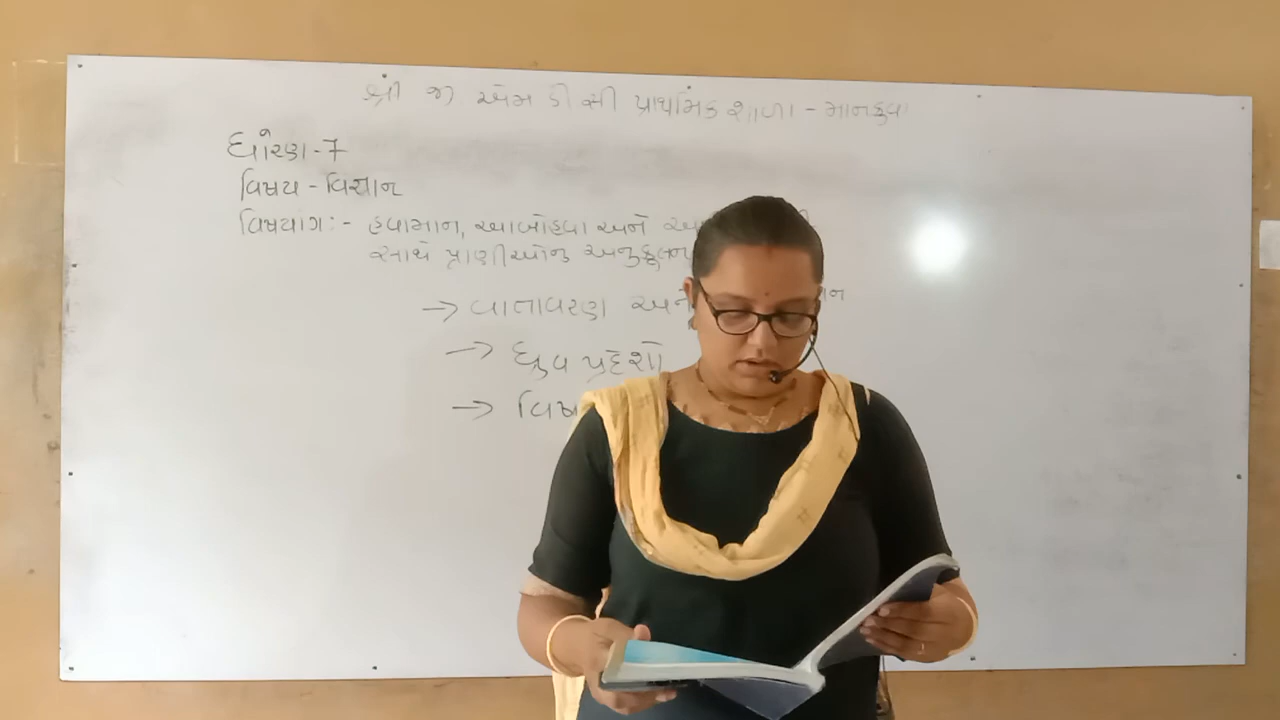 શ્રી જી એમ ડી સી પ્રાથમિક શાળા - માનકુવા
ધોરણ-7
વિષય - વિજ્ઞાન
વિષયાંગ :- હવામાન, આબોહવા અને
સાથે પ્રાણીઓનું અનુકૂલન
→ વાતાવરણ અને
→ ધ્રુવ પ્રદેશો
→